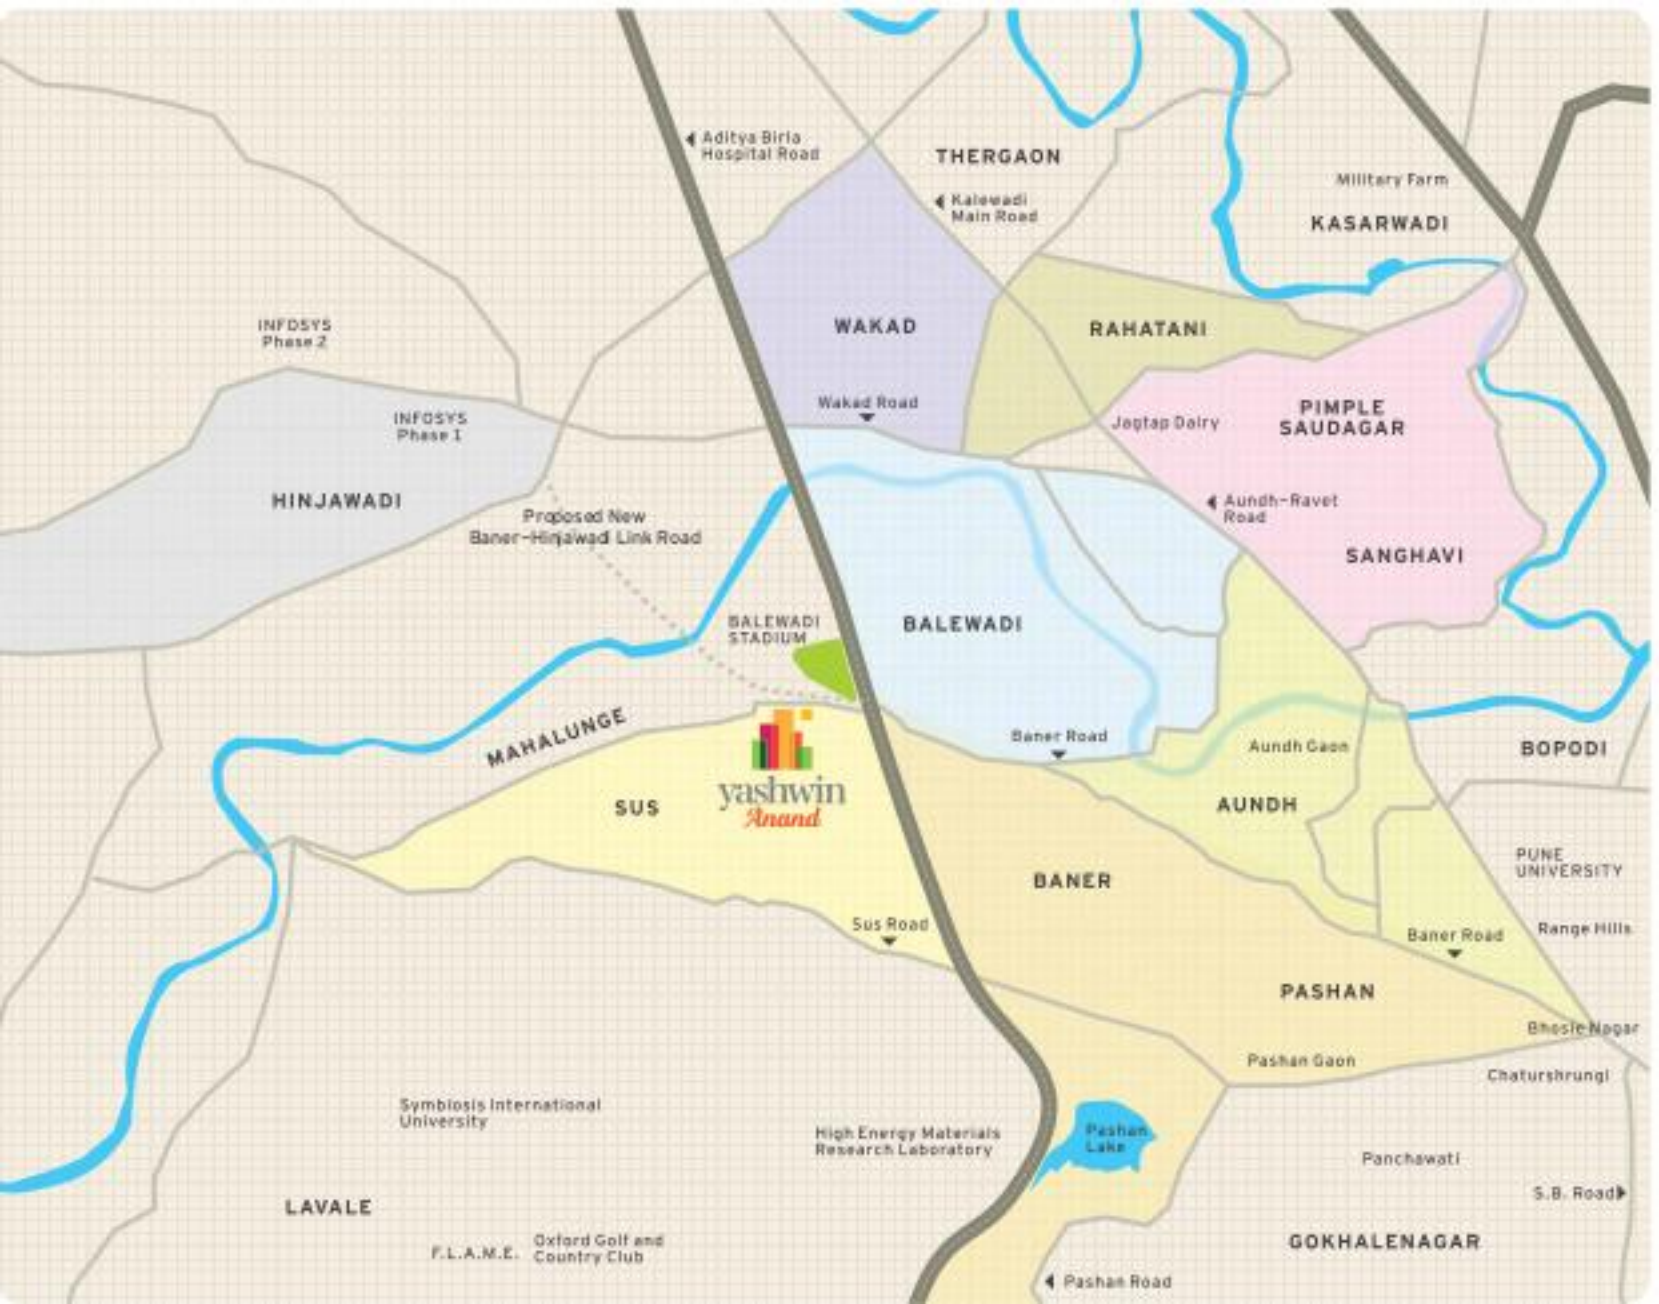 Aditya Birla
Hospital Road
THERGAON
Military Farm
Kalewadi
Main Road
KASARWADI
INFOSYS
Phase 2
WAKAD
RAHATANI
Wakad Road
INFOSYS
Phase 1
Jagtap Dairy
PIMPLE
SAUDAGAR
HINJAWADI
Aundh-Ravet
Road
Proposed New
Baner-Hinjawadi Link Road
SANGHAVI
BALEWADI
STADIUM
BALEWADI
MAHALUNGE
Baner Road
Aundh Gaon
BOPODI
yashwin
Anand
SUS
AUNDH
PUNE
UNIVERSITY
BANER
Sus Road
Baner Road
Range Hills
PASHAN
Bhosle Nagar
Pashan Gaon
Chaturshrungi
Symbiosis International
University
High Energy Materials
Research Laboratory
Pashan
Lake
Panchawati
S.B. Road
LAVALE
F.L.A.M.E.
Oxford Golf and
Country Club
GOKHALENAGAR
Pashan Road